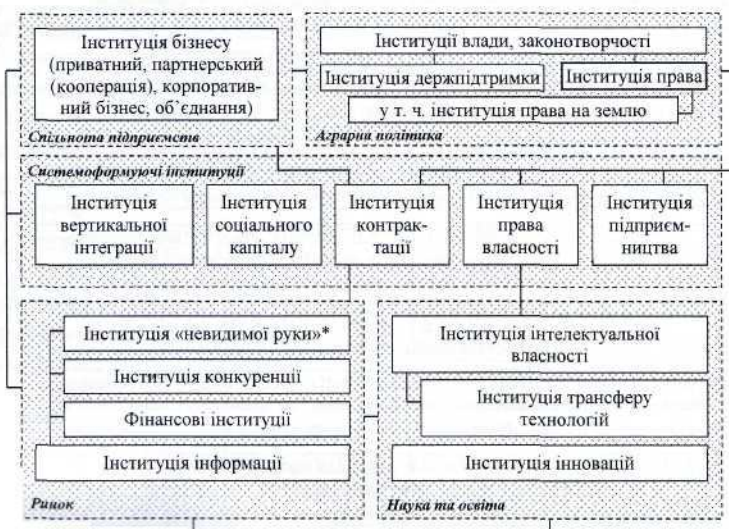 Інституція бізнесу
(приватний, партнерський
(кооперація), корпоратив-
ний бізнес, об’єднання)
Спільнота підприємств
Інституції влади, законотворчості
Інституція держпідтримки
Інституція права
у т. ч. інституція права на землю
Аграрна політика
Системоформуючі інституції
Інституція
вертикальної
інтеграції
Інституція
соціального
капіталу
Інституція
контрак-
тації
Інституція
права
власності
Інституція
підприєм-
ництва
Інституція «невидимої руки»*
Інституція конкуренції
Фінансові інституції
Інституція інформації
Ринок
Інституція інтелектуальної
власності
Інституція трансферу
технологій
Інституція інновацій
Наука та освіта